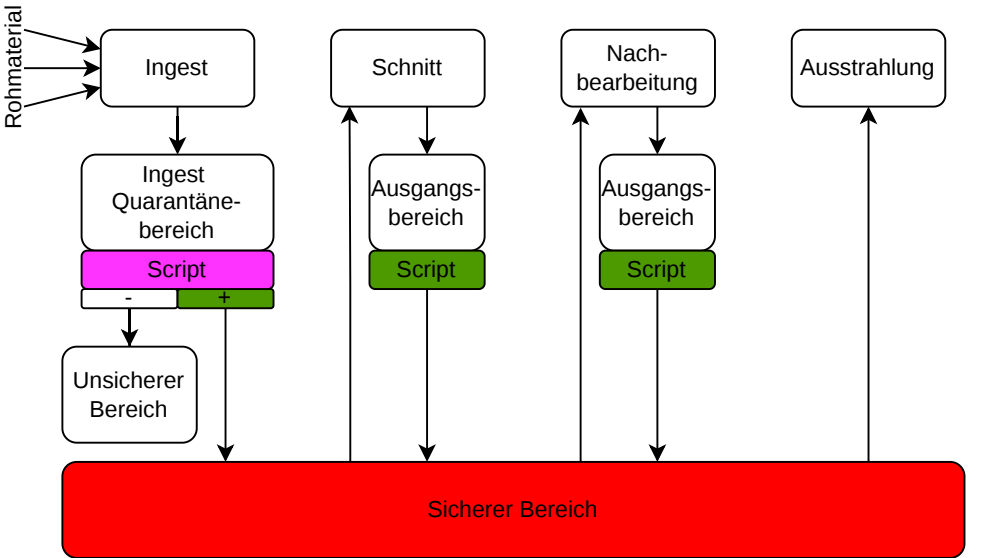 Rohmaterial
Ingest
Schnitt
Nach-
bearbeitung
Ausstrahlung
Ingest
Quarantäne-
bereich
Ausgangs-
bereich
Ausgangs-
bereich
Script
Script
Script
-
+
Unsicherer
Bereich
Sicherer Bereich